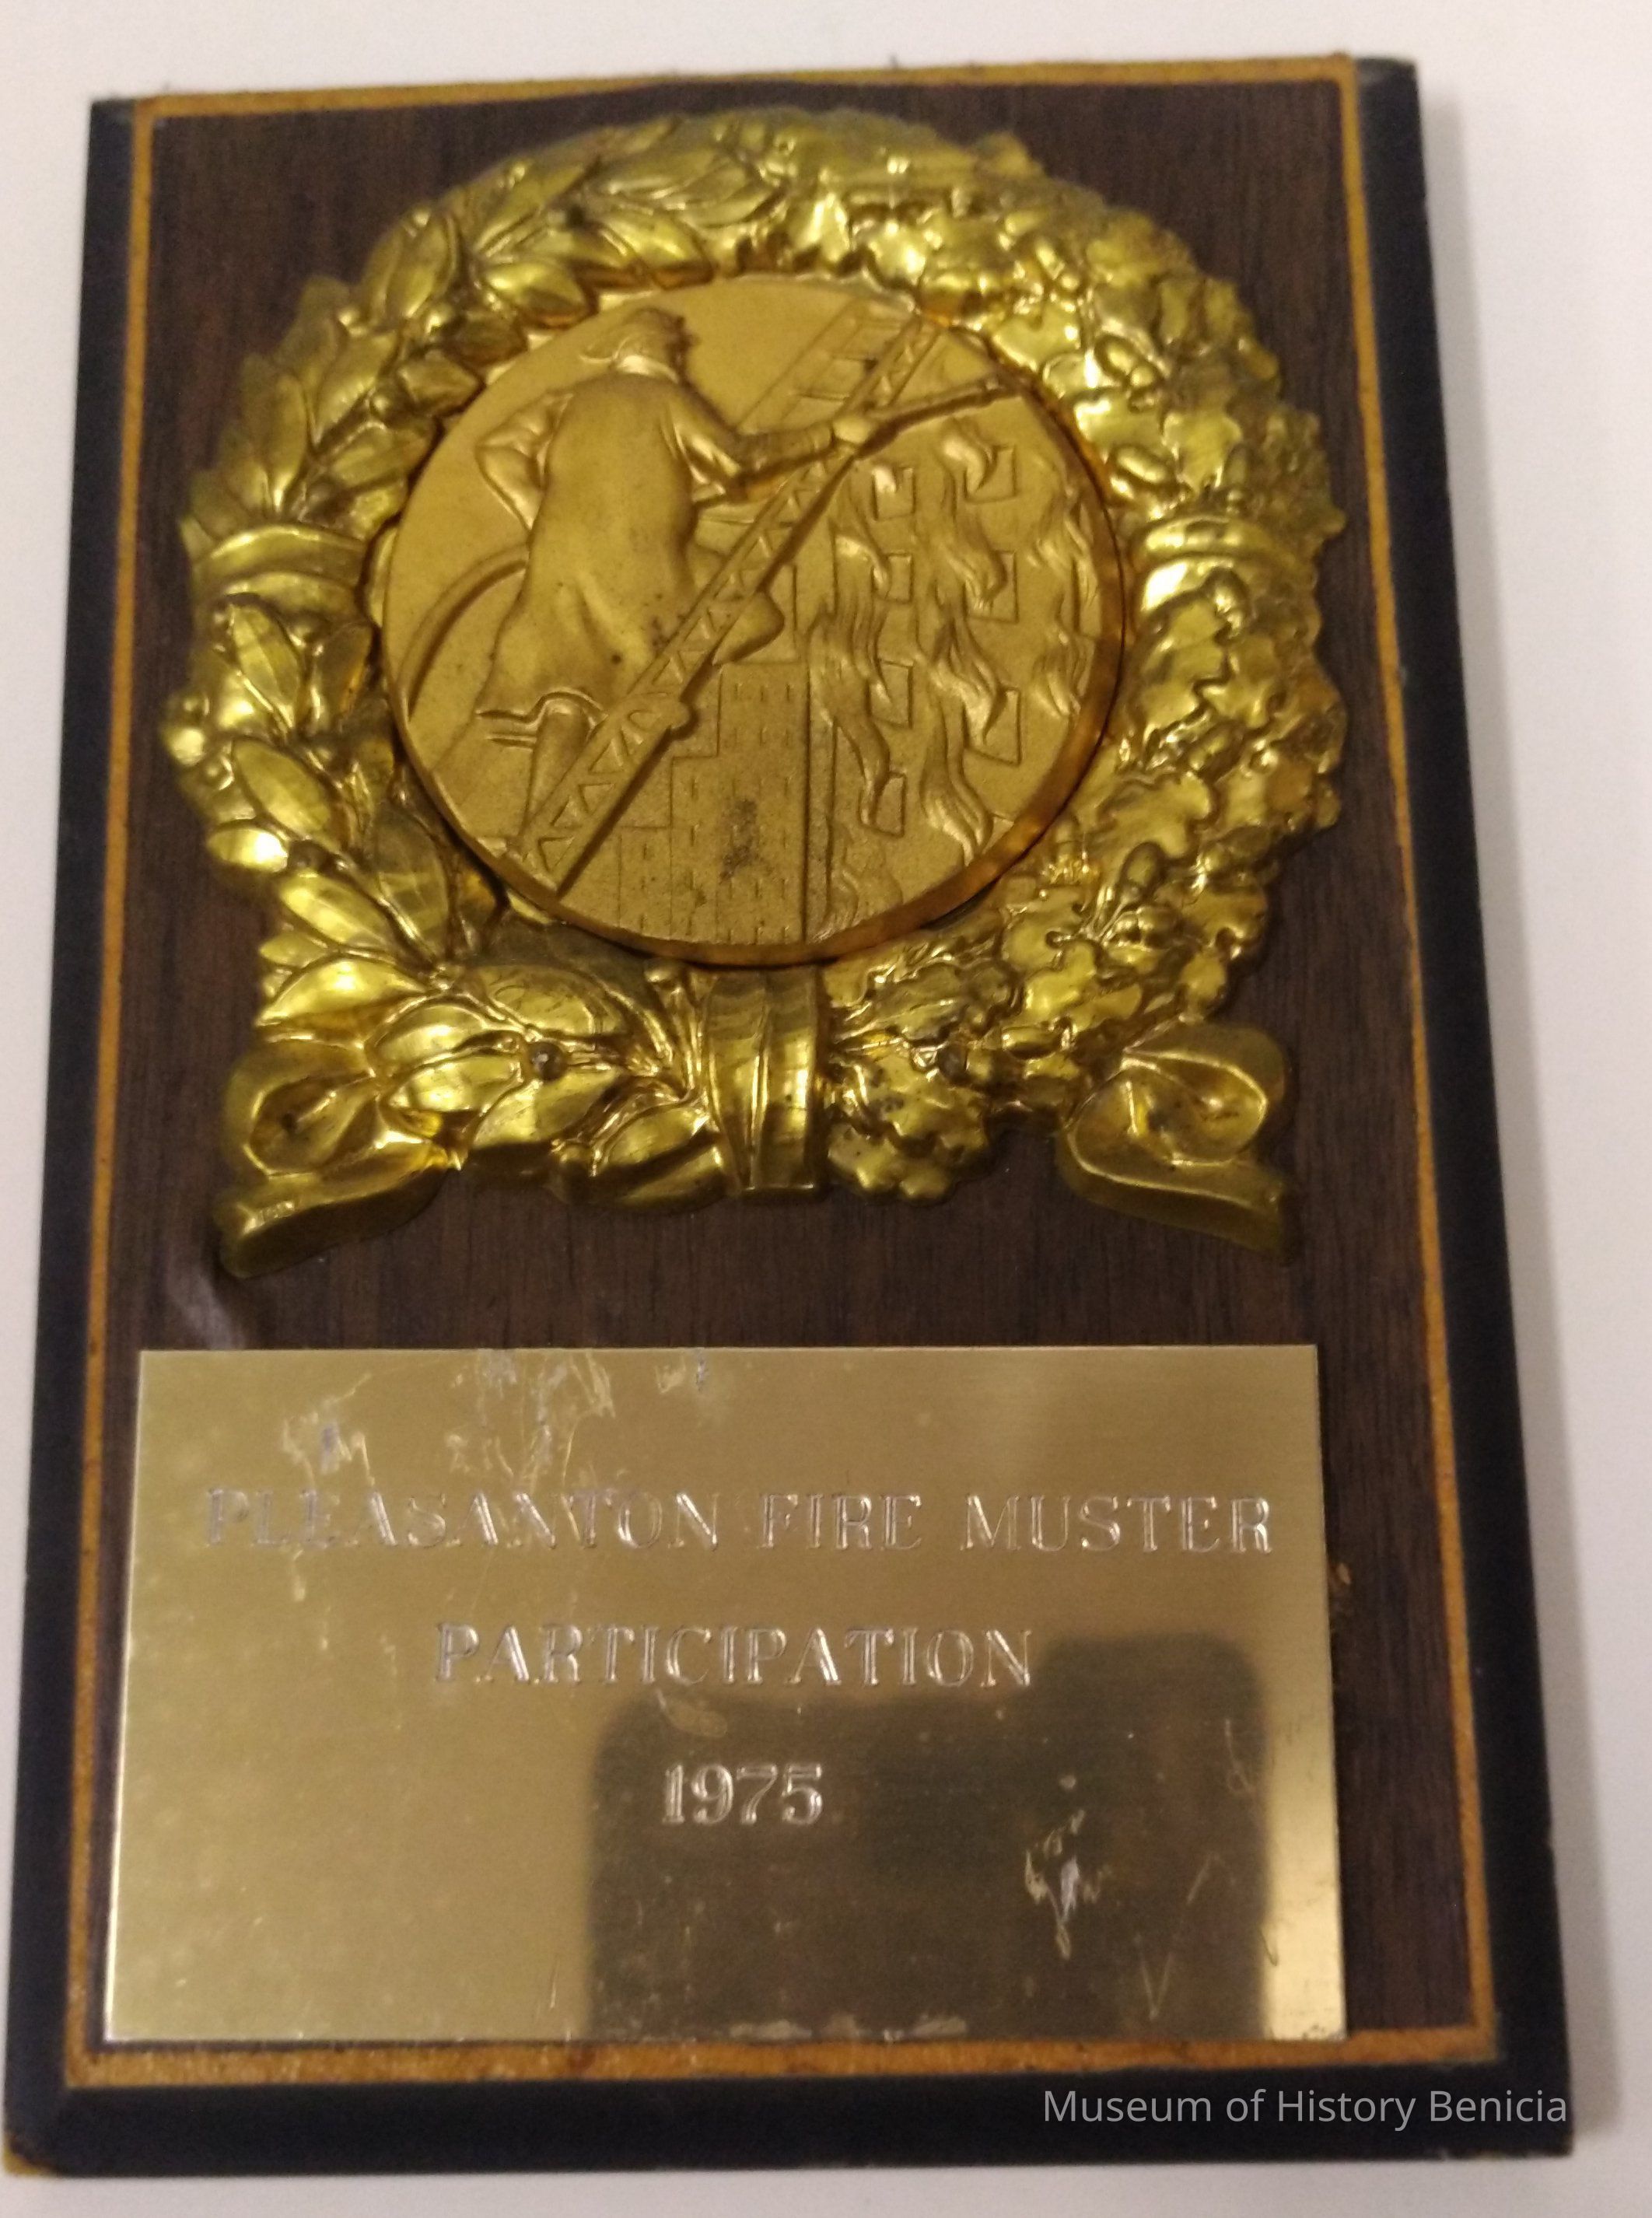 PLEASANTON FIRE MUSTER
PARTICIPATION
1975
Museum of History Benicia